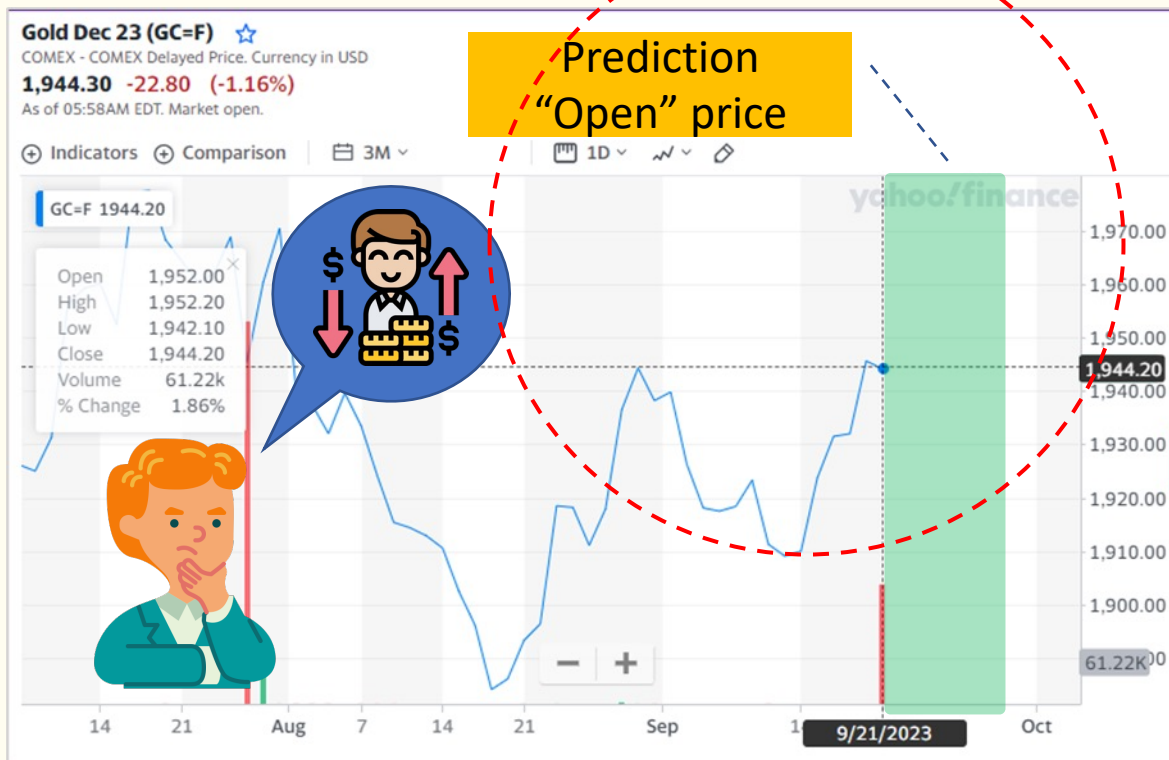 Gold Dec 23 (GC=F)
COMEX - COMEX Delayed Price. Currency in USD
1,944.30 -22.80 (-1.16%)
As of 05:58AM EDT. Market open.
Prediction
“Open” price
Indicators Comparison 3M 1D
yahoo!finance
GC=F 1944.20
Open 1,952.00
High 1,952.20
Low 1,942.10
Close 1,944.20
Volume 61.22k
% Change 1.86%
$
$
1,970.00
1,960.00
1,950.00
1,944.20
1,940.00
1,930.00
1,920.00
1,910.00
1,900.00
61.22K
14 21 Aug 7 14 21 Sep 9/21/2023 Oct